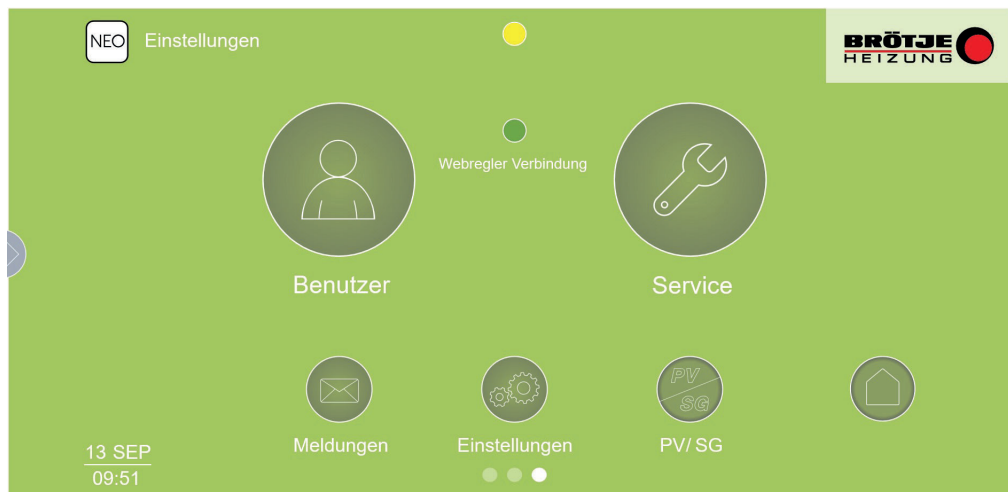 NEO Einstellungen
BRÖTJE
HEIZUNG
Webregler Verbindung
Benutzer
Service
PV
SG
Meldungen
Einstellungen
PV/ SG
13 SEP
09:51